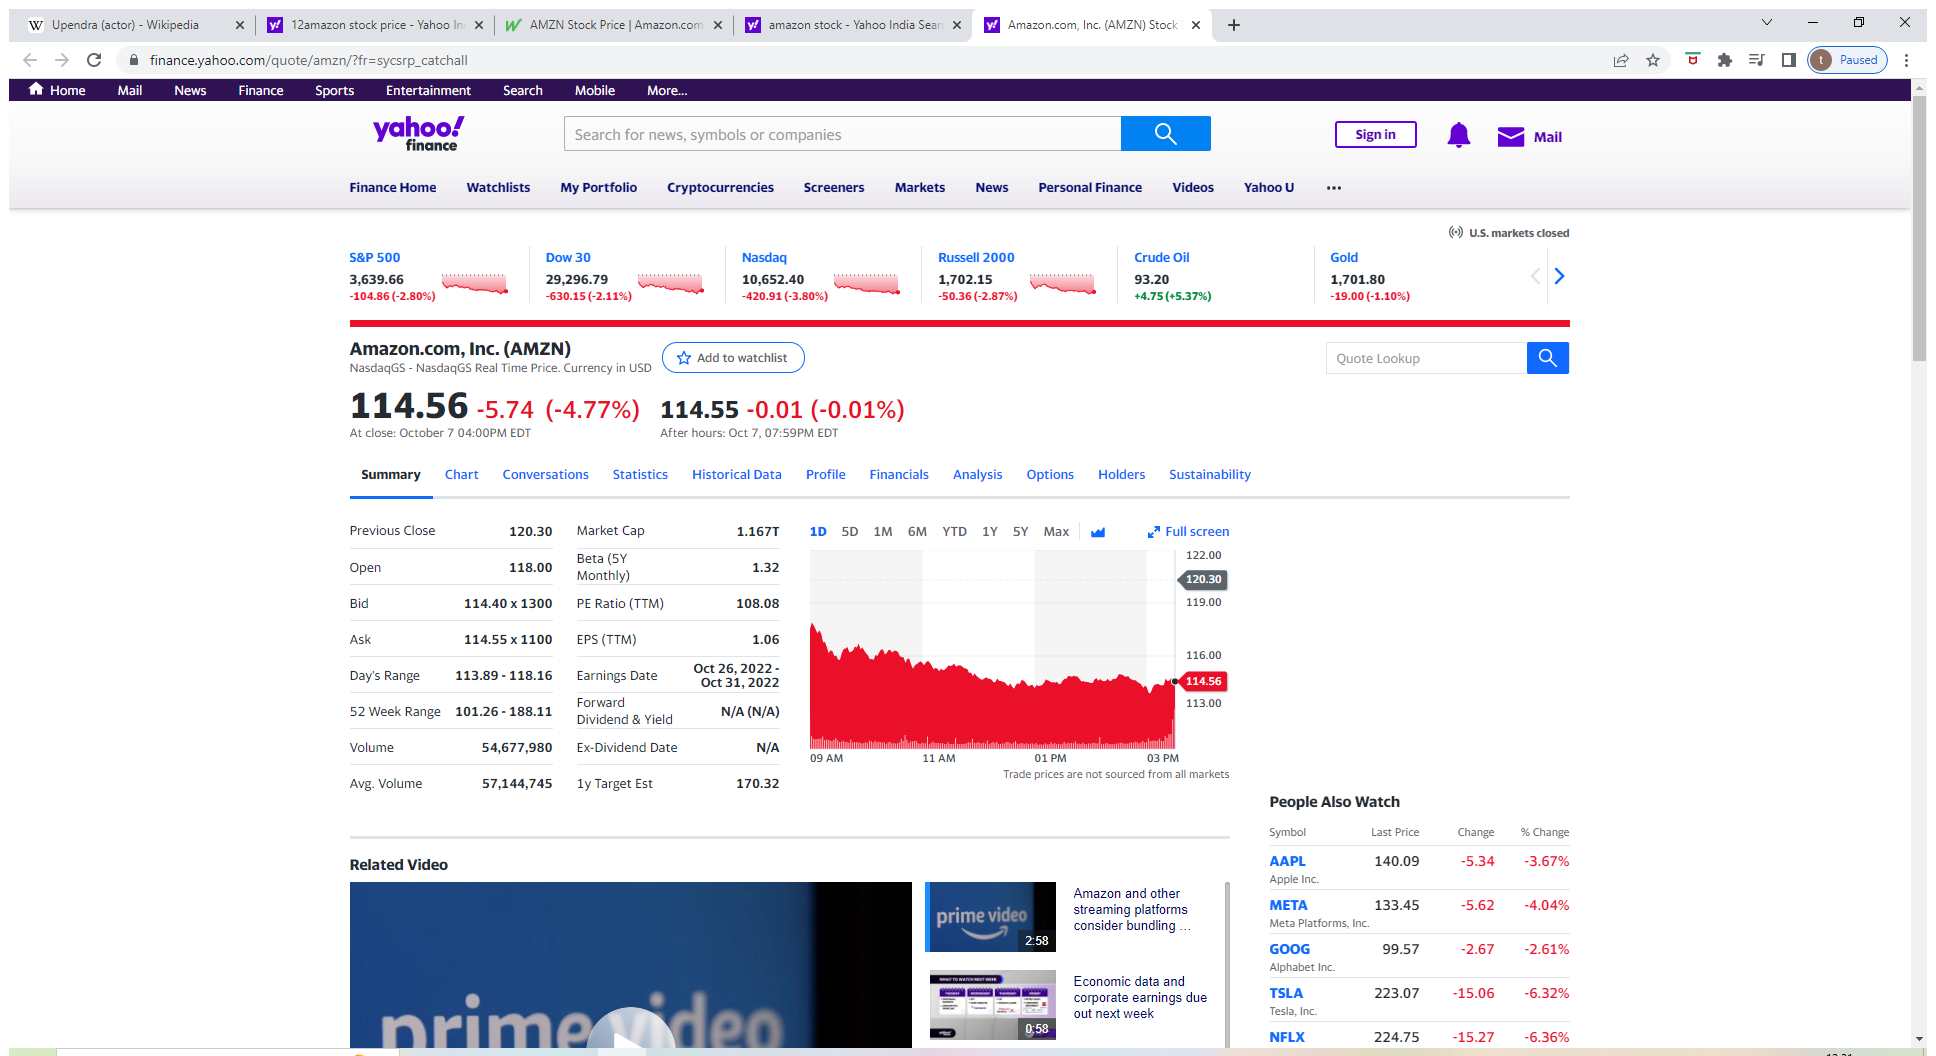 Upendra (actor) - Wikipedia
12amazon stock price - Yahoo In
AMZN Stock Price | Amazon.com
amazon stock - Yahoo India Sear
Amazon.com, Inc. (AMZN) Stock
finance.yahoo.com/quote/amzn/?fr=sycsrp_catchall
t Paused
Home Mail News Finance Sports Entertainment Search Mobile More...
yahoo!
finance
Search for news, symbols or companies
Sign in
Mail
Finance Home Watchlists My Portfolio Cryptocurrencies Screeners Markets News Personal Finance Videos Yahoo U ...
U.S. markets closed
S&P 500
3,639.66
-104.86 (-2.80%)
Dow 30
29,296.79
-630.15 (-2.11%)
Nasdaq
10,652.40
-420.91 (-3.80%)
Russell 2000
1,702.15
-50.36 (-2.87%)
Crude Oil
93.20
+4.75 (+5.37%)
Gold
1,701.80
-19.00 (-1.10%)
Amazon.com, Inc. (AMZN)
NasdaqGS - NasdaqGS Real Time Price. Currency in USD
Add to watchlist
Quote Lookup
114.56 -5.74 (-4.77%)
At close: October 7 04:00PM EDT
114.55 -0.01 (-0.01%)
After hours: Oct 7, 07:59PM EDT
Summary Chart Conversations Statistics Historical Data Profile Financials Analysis Options Holders Sustainability
Previous Close 120.30
Open 118.00
Bid 114.40 x 1300
Ask 114.55 x 1100
Day's Range 113.89 - 118.16
52 Week Range 101.26 - 188.11
Volume 54,677,980
Avg. Volume 57,144,745
Market Cap 1.167T
Beta (5Y
Monthly) 1.32
PE Ratio (TTM) 108.08
EPS (TTM) 1.06
Earnings Date Oct 26, 2022 -
Oct 31, 2022
Forward
Dividend & Yield N/A (N/A)
Ex-Dividend Date N/A
1y Target Est 170.32
1D 5D 1M 6M YTD 1Y 5Y Max
Full screen
122.00
120.30
119.00
116.00
114.56
113.00
09 AM 11 AM 01 PM 03 PM
Trade prices are not sourced from all markets
People Also Watch
Symbol Last Price Change % Change
AAPL 140.09 -5.34 -3.67%
Apple Inc.
META 133.45 -5.62 -4.04%
Meta Platforms, Inc.
GOOG 99.57 -2.67 -2.61%
Alphabet Inc.
TSLA 223.07 -15.06 -6.32%
Tesla, Inc.
NFLX 224.75 -15.27 -6.36%
Related Video
prime video
prime video
2:58
Amazon and other
streaming platforms
consider bundling ...
WHAT TO WATCH NEXT WEEK
0:58
Economic data and
corporate earnings due
out next week